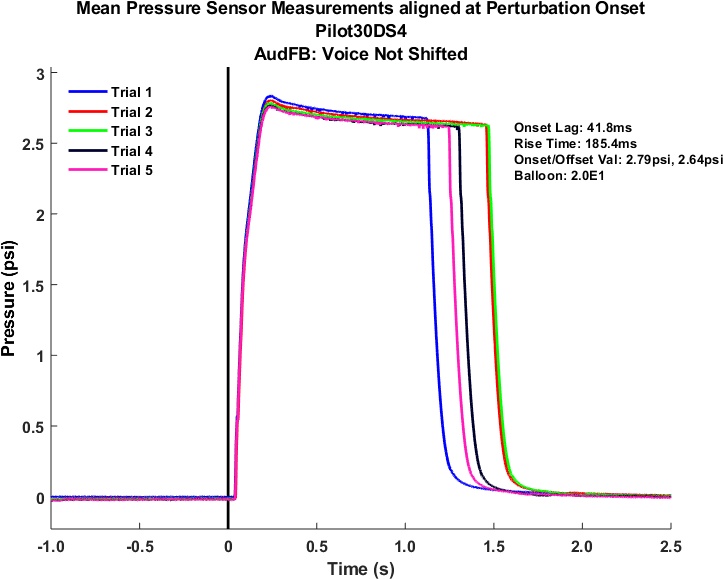 Mean Pressure Sensor Measurements aligned at Perturbation Onset
Pilot30DS4
AudFB: Voice Not Shifted
Trial 1
Trial 2
Trial 3
Trial 4
Trial 5
Onset Lag: 41.8ms
Rise Time: 185.4ms
Onset/Offset Val: 2.79psi, 2.64psi
Balloon: 2.0E1
Pressure (psi)
3
2.5
2
1.5
1
0.5
0
-1.0 -0.5 0 0.5 1.0 1.5 2.0 2.5
Time (s)